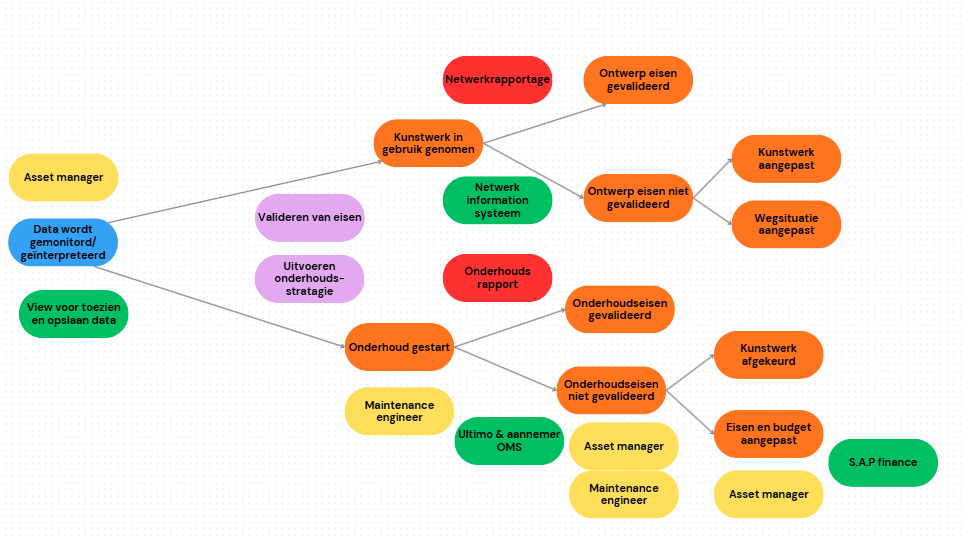 Netwerkrapportage
Ontwerp eisen
gevalideerd
Kunstwerk in
gebruik genomen
Kunstwerk
aangepast
Asset manager
Netwerk
information
systeem
Ontwerp eisen niet
gevalideerd
Valideren van eisen
Wegsituatie
aangepast
Data wordt
gemonitord/
geïnterpreteerd
Uitvoeren
onderhouds-
stratagie
Onderhouds
rapport
View voor toezien
en opslaan data
Onderhoudseisen
gevalideerd
Onderhoud gestart
Kunstwerk
afgekeurd
Onderhoudseisen
niet gevalideerd
Maintenance
engineer
Eisen en budget
aangepast
Ultimo & aannemer
OMS
Asset manager
S.A.P finance
Maintenance
engineer
Asset manager